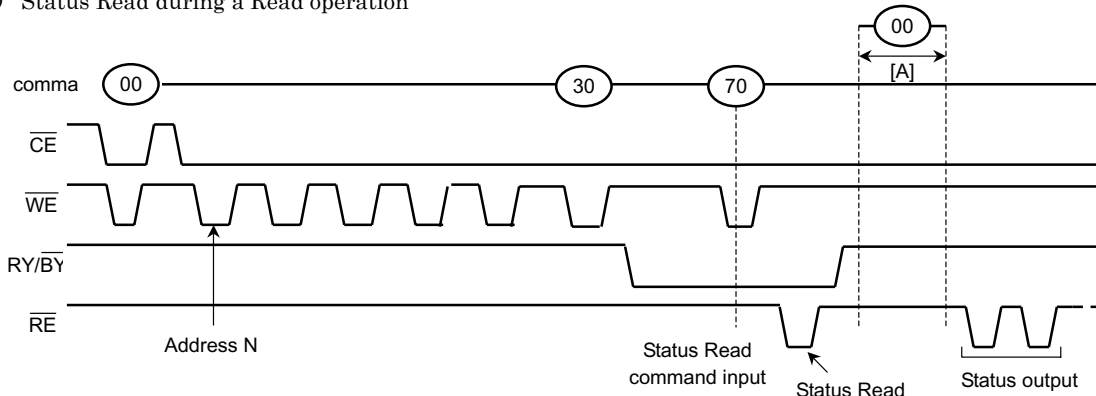 Status Read during a Read operation
00
[A]
comma
00
30
70
CE
WE
RY/BY
RE
Address N
Status Read
command input
Status Read
Status output